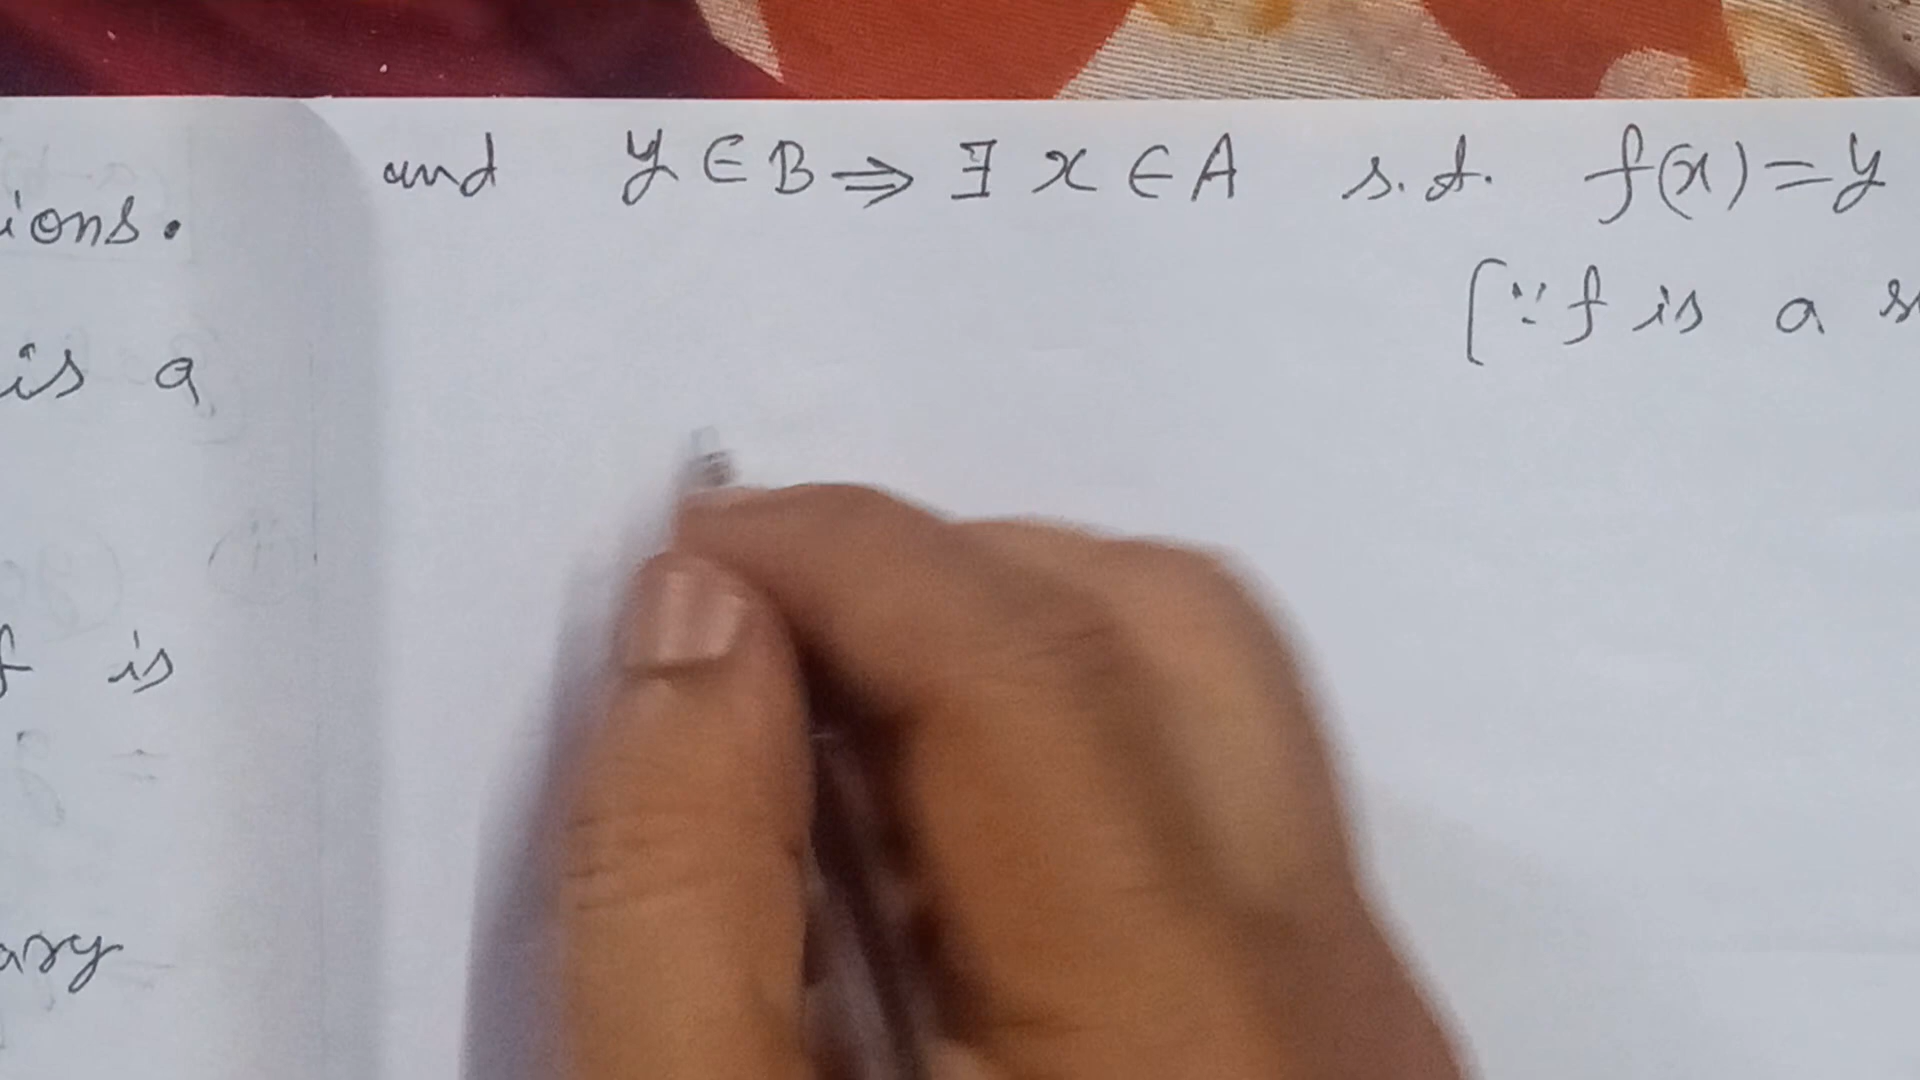 and y ∈ B ⇒ ∃ x ∈ A s.t. f(x) = y
[∵ f is a s
ions.
is a
f is
ary